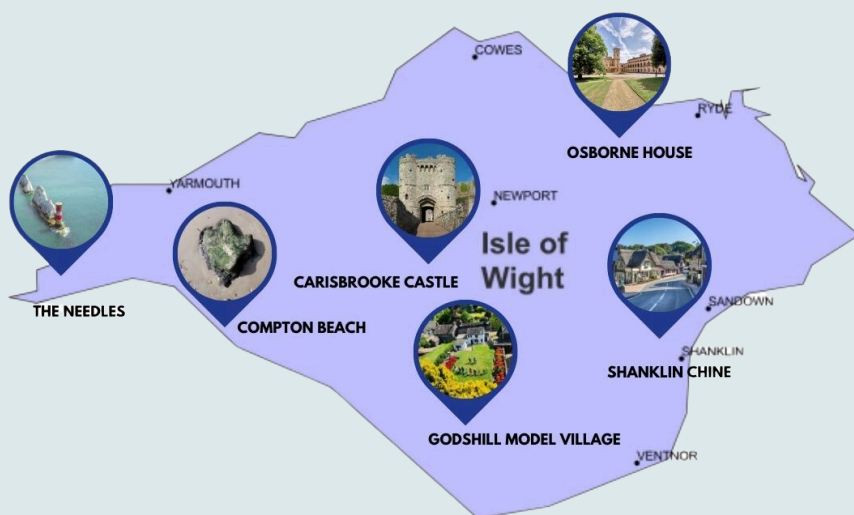 COWES
RYDE
OSBORNE HOUSE
YARMOUTH
NEWPORT
Isle of
Wight
CARISBROOKE CASTLE
THE NEEDLES
COMPTON BEACH
SANDOWN
SHANKLIN
SHANKLIN CHINE
GODSHILL MODEL VILLAGE
VENTNOR